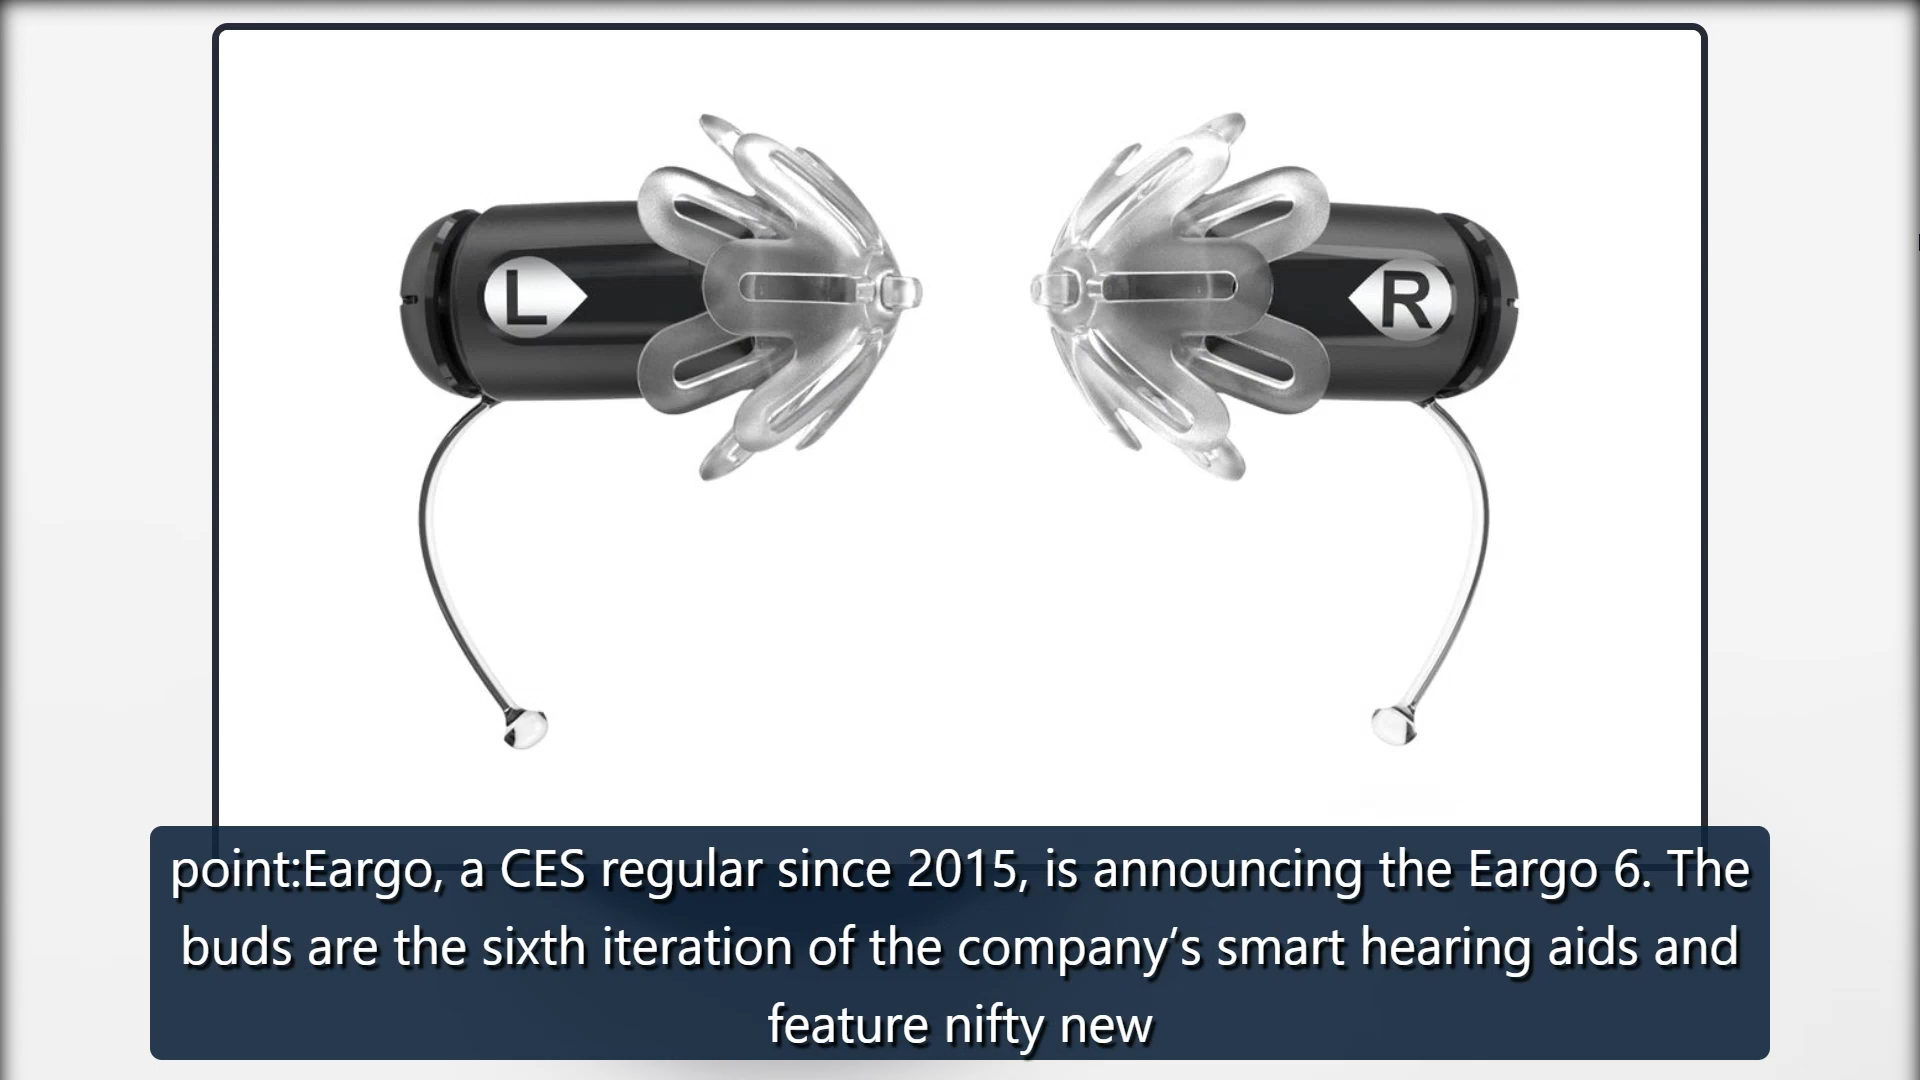 L
R
point:Eargo, a CES regular since 2015, is announcing the Eargo 6. The
buds are the sixth iteration of the company‘s smart hearing aids and
feature nifty new